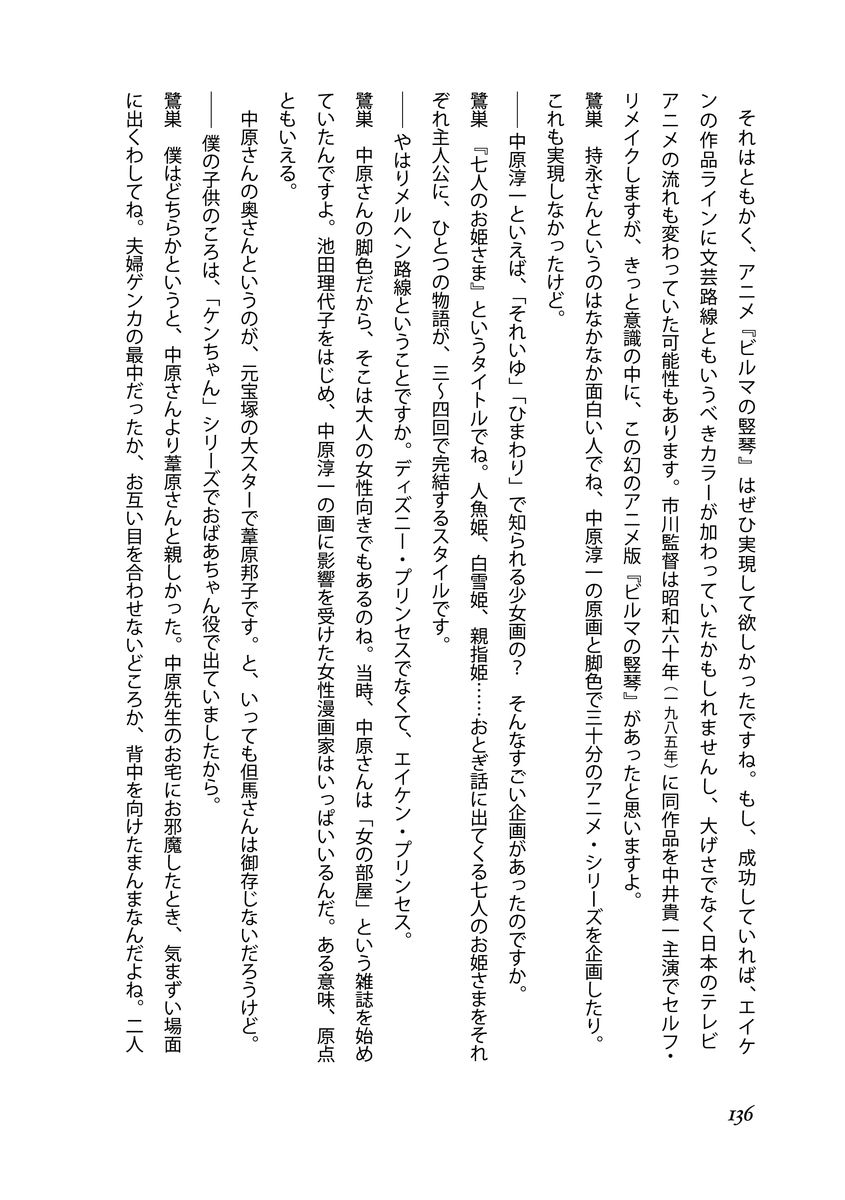 それはともかく、アニメ『ビルマの竪琴』はぜひ実現して欲しかったですね。もし、成功していれば、エイケ
ンの作品ラインに文芸路線ともいうべきカラーが加わっていたかもしれませんし、大げさでなく日本のテレビ
アニメの流れも変わっていた可能性もあります。市川監督は昭和六十年（一九八五年）に同作品を中井貴一主演でセルフ・
リメイクしますが、きっと意識の中に、この幻のアニメ版『ビルマの竪琴』があったと思いますよ。
鷺巣　持永さんというのはなかなか面白い人でね、中原淳一の原画と脚色で三十分のアニメ・シリーズを企画したり。
これも実現しなかったけど。
――中原淳一といえば、「それいゆ」「ひまわり」で知られる少女画の？　そんなすごい企画があったのですか。
鷺巣　『七人のお姫さま』というタイトルでね。人魚姫、白雪姫、親指姫……おとぎ話に出てくる七人のお姫さまをそれ
ぞれ主人公に、ひとつの物語が、三〜四回で完結するスタイルです。
――やはりメルヘン路線ということですか。ディズニー・プリンセスでなくて、エイケン・プリンセス。
鷺巣　中原さんの脚色だから、そこは大人の女性向きでもあるのね。当時、中原さんは「女の部屋」という雑誌を始め
ていたんですよ。池田理代子をはじめ、中原淳一の画に影響を受けた女性漫画家はいっぱいいるんだ。ある意味、原点
ともいえる。
中原さんの奥さんというのが、元宝塚の大スターで葦原邦子です。と、いっても但馬さんは御存じないだろうけど。
――僕の子供のころは、「ケンちゃん」シリーズでおばあちゃん役で出ていましたから。
鷺巣　僕はどちらかというと、中原さんより葦原さんと親しかった。中原先生のお宅にお邪魔したとき、気まずい場面
に出くわしてね。夫婦ゲンカの最中だったか、お互い目を合わせないどころか、背中を向けたまんまなんだよね。二人
136